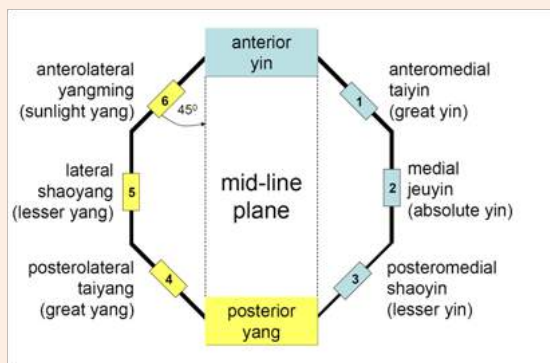 anterior
yin
anterolateral
yangming
(sunlight yang)
6
45⁰
anteromedial
taiyin
(great yin)
1
lateral
shaoyang
(lesser yang)
5
mid-line
plane
2
medial
jeuyin
(absolute yin)
posterolateral
taiyang
(great yang)
4
3
posteromedial
shaoyin
(lesser yin)
posterior
yang